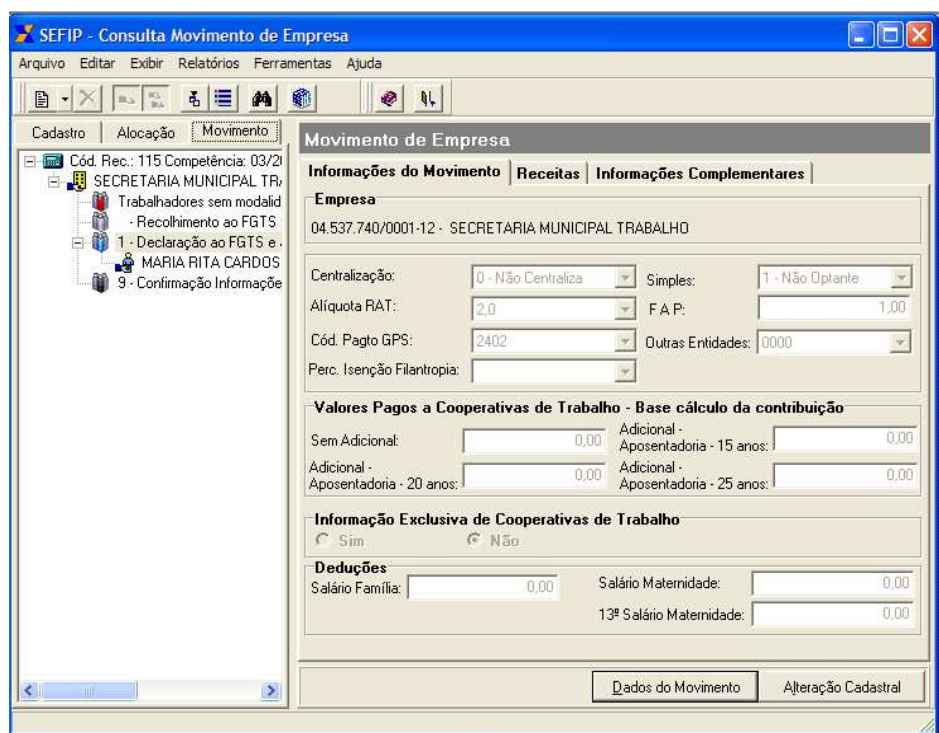 SEFIP - Consulta Movimento de Empresa
Arquivo Editar Exibir Relatórios Ferramentas Ajuda
Cadastro Alocação Movimento
Cód. Rec.: 115 Competência: 03/20
SECRETARIA MUNICIPAL TR
Trabalhadores sem modalid
- Recolhimento ao FGTS
1 - Declaração ao FGTS e
MARIA RITA CARDOS
9 - Confirmação Informaçõe
Movimento de Empresa
Informações do Movimento Receitas Informações Complementares
Empresa
04.537.740/0001-12 - SECRETARIA MUNICIPAL TRABALHO
Centralização: 0 - Não Centraliza Simples: 1 - Não Optante
Alíquota RAT: 2,0 F A P: 1,00
Cód. Pagto GPS: 2402 Outras Entidades: 0000
Perc. Isenção Filantropia:
Valores Pagos a Cooperativas de Trabalho - Base cálculo da contribuição
Sem Adicional: 0,00 Adicional - Aposentadoria - 15 anos: 0,00
Adicional - Aposentadoria - 20 anos: 0,00 Adicional - Aposentadoria - 25 anos: 0,00
Informação Exclusiva de Cooperativas de Trabalho
Sim Não
Deduções
Salário Família: 0,00 Salário Maternidade: 0,00
13º Salário Maternidade: 0,00
Dados do Movimento Alteração Cadastral